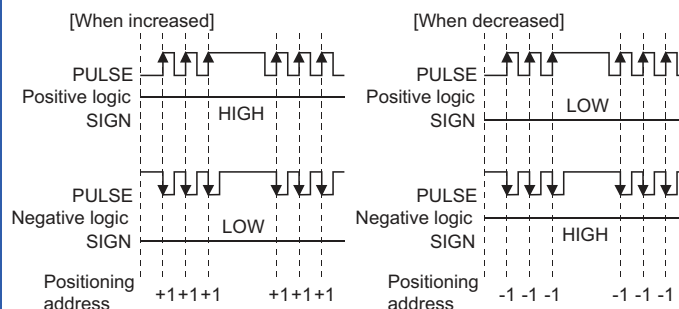 [When increased]
PULSE
Positive logic
HIGH
SIGN
PULSE
Negative logic
LOW
SIGN
Positioning
address
+1+1+1 +1+1+1
[When decreased]
PULSE
Positive logic
LOW
SIGN
PULSE
Negative logic
HIGH
SIGN
Positioning
address
-1 -1 -1 -1 -1 -1